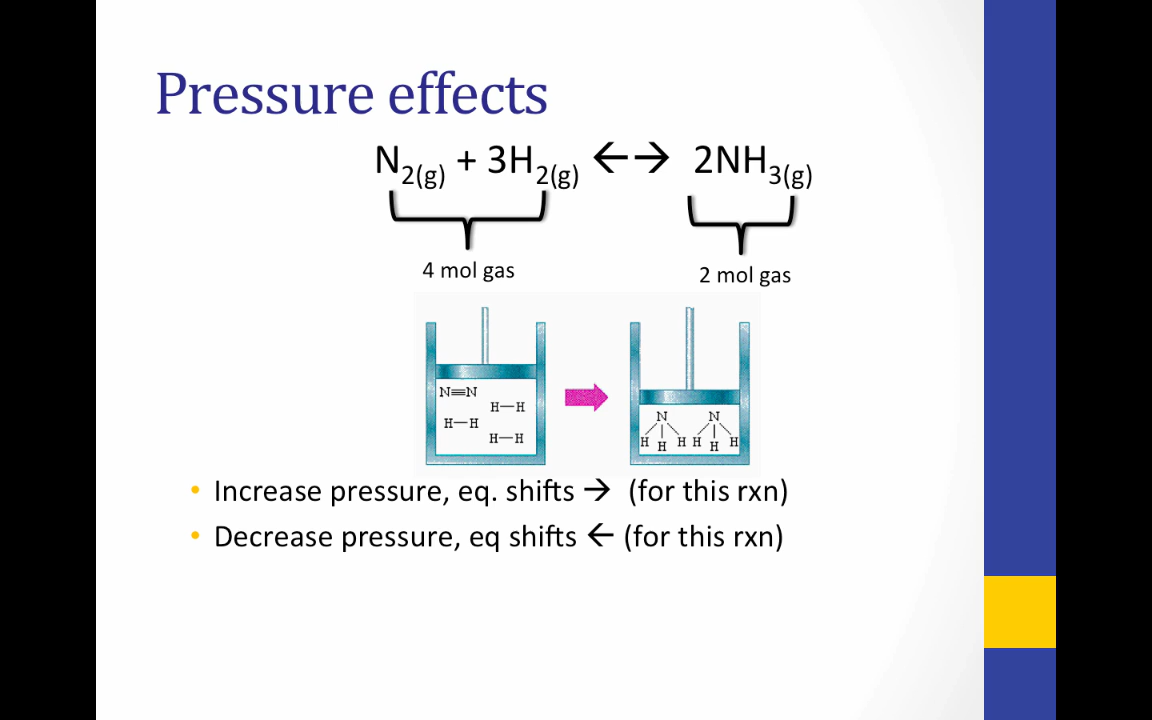 Pressure effects
N₂(g) + 3H₂(g) ←→ 2NH₃(g)
4 mol gas
2 mol gas
N≡N
H—H
H—H
H—H
N N
H H H H H H
• Increase pressure, eq. shifts → (for this rxn)
• Decrease pressure, eq shifts ← (for this rxn)